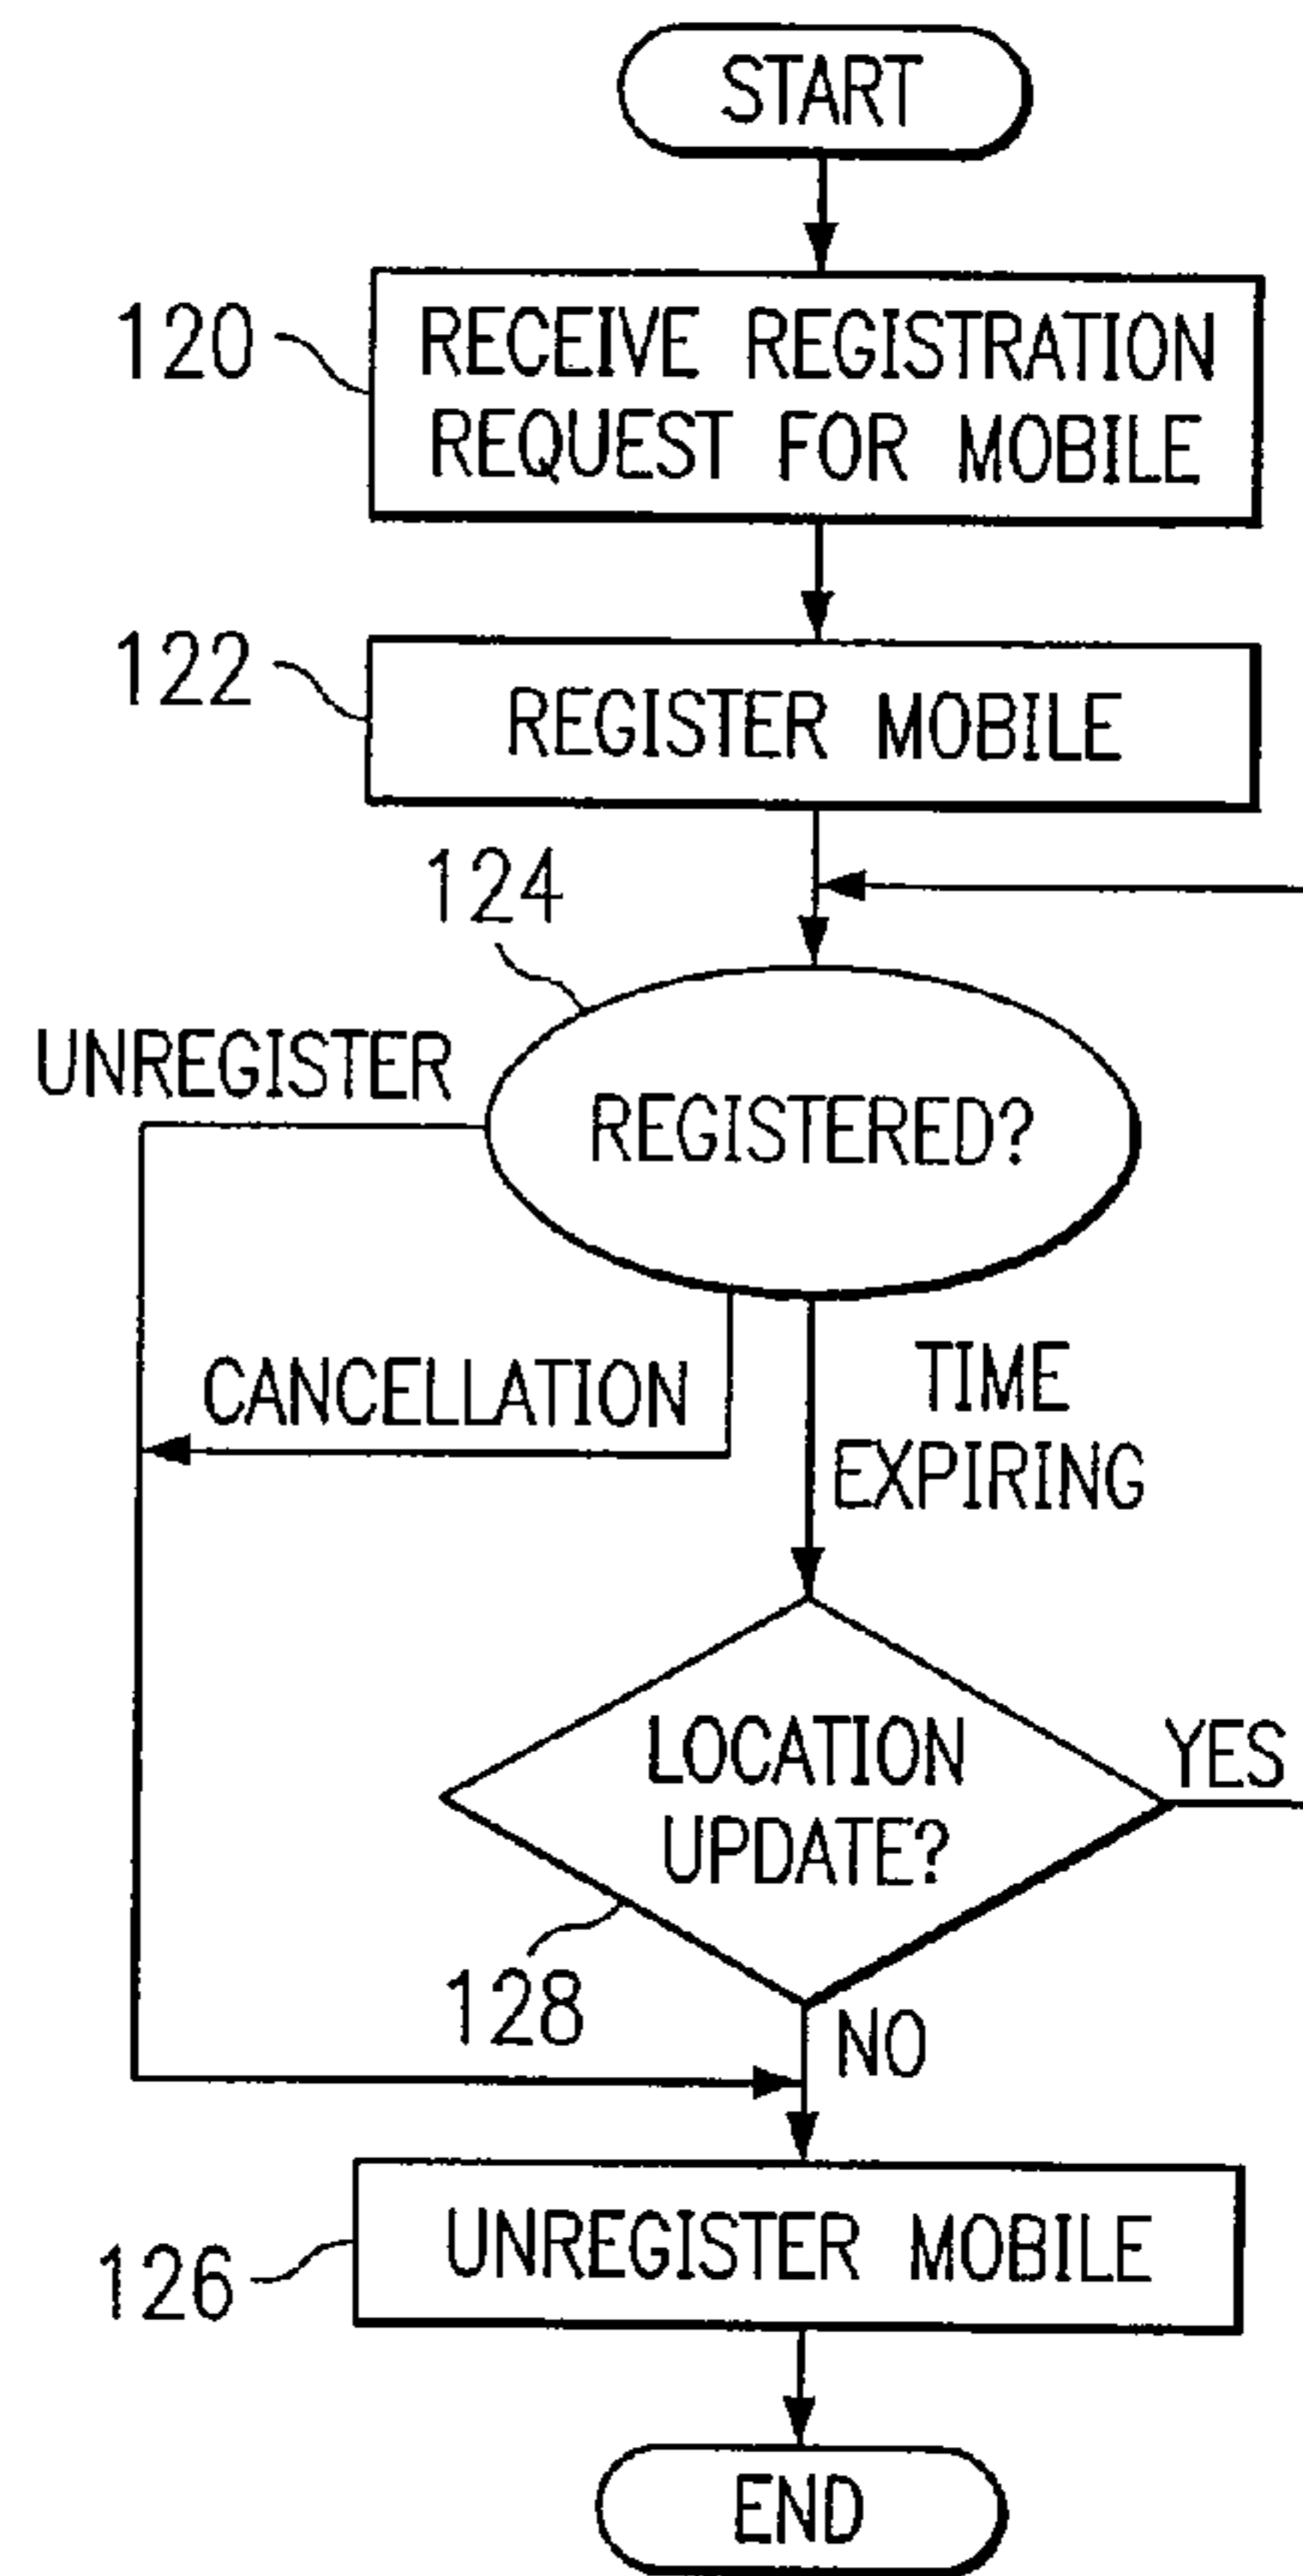 START
120
RECEIVE REGISTRATION
REQUEST FOR MOBILE
122
REGISTER MOBILE
124
UNREGISTER
REGISTERED?
CANCELLATION
TIME
EXPIRING
LOCATION
UPDATE?
YES
128
NO
126
UNREGISTER MOBILE
END